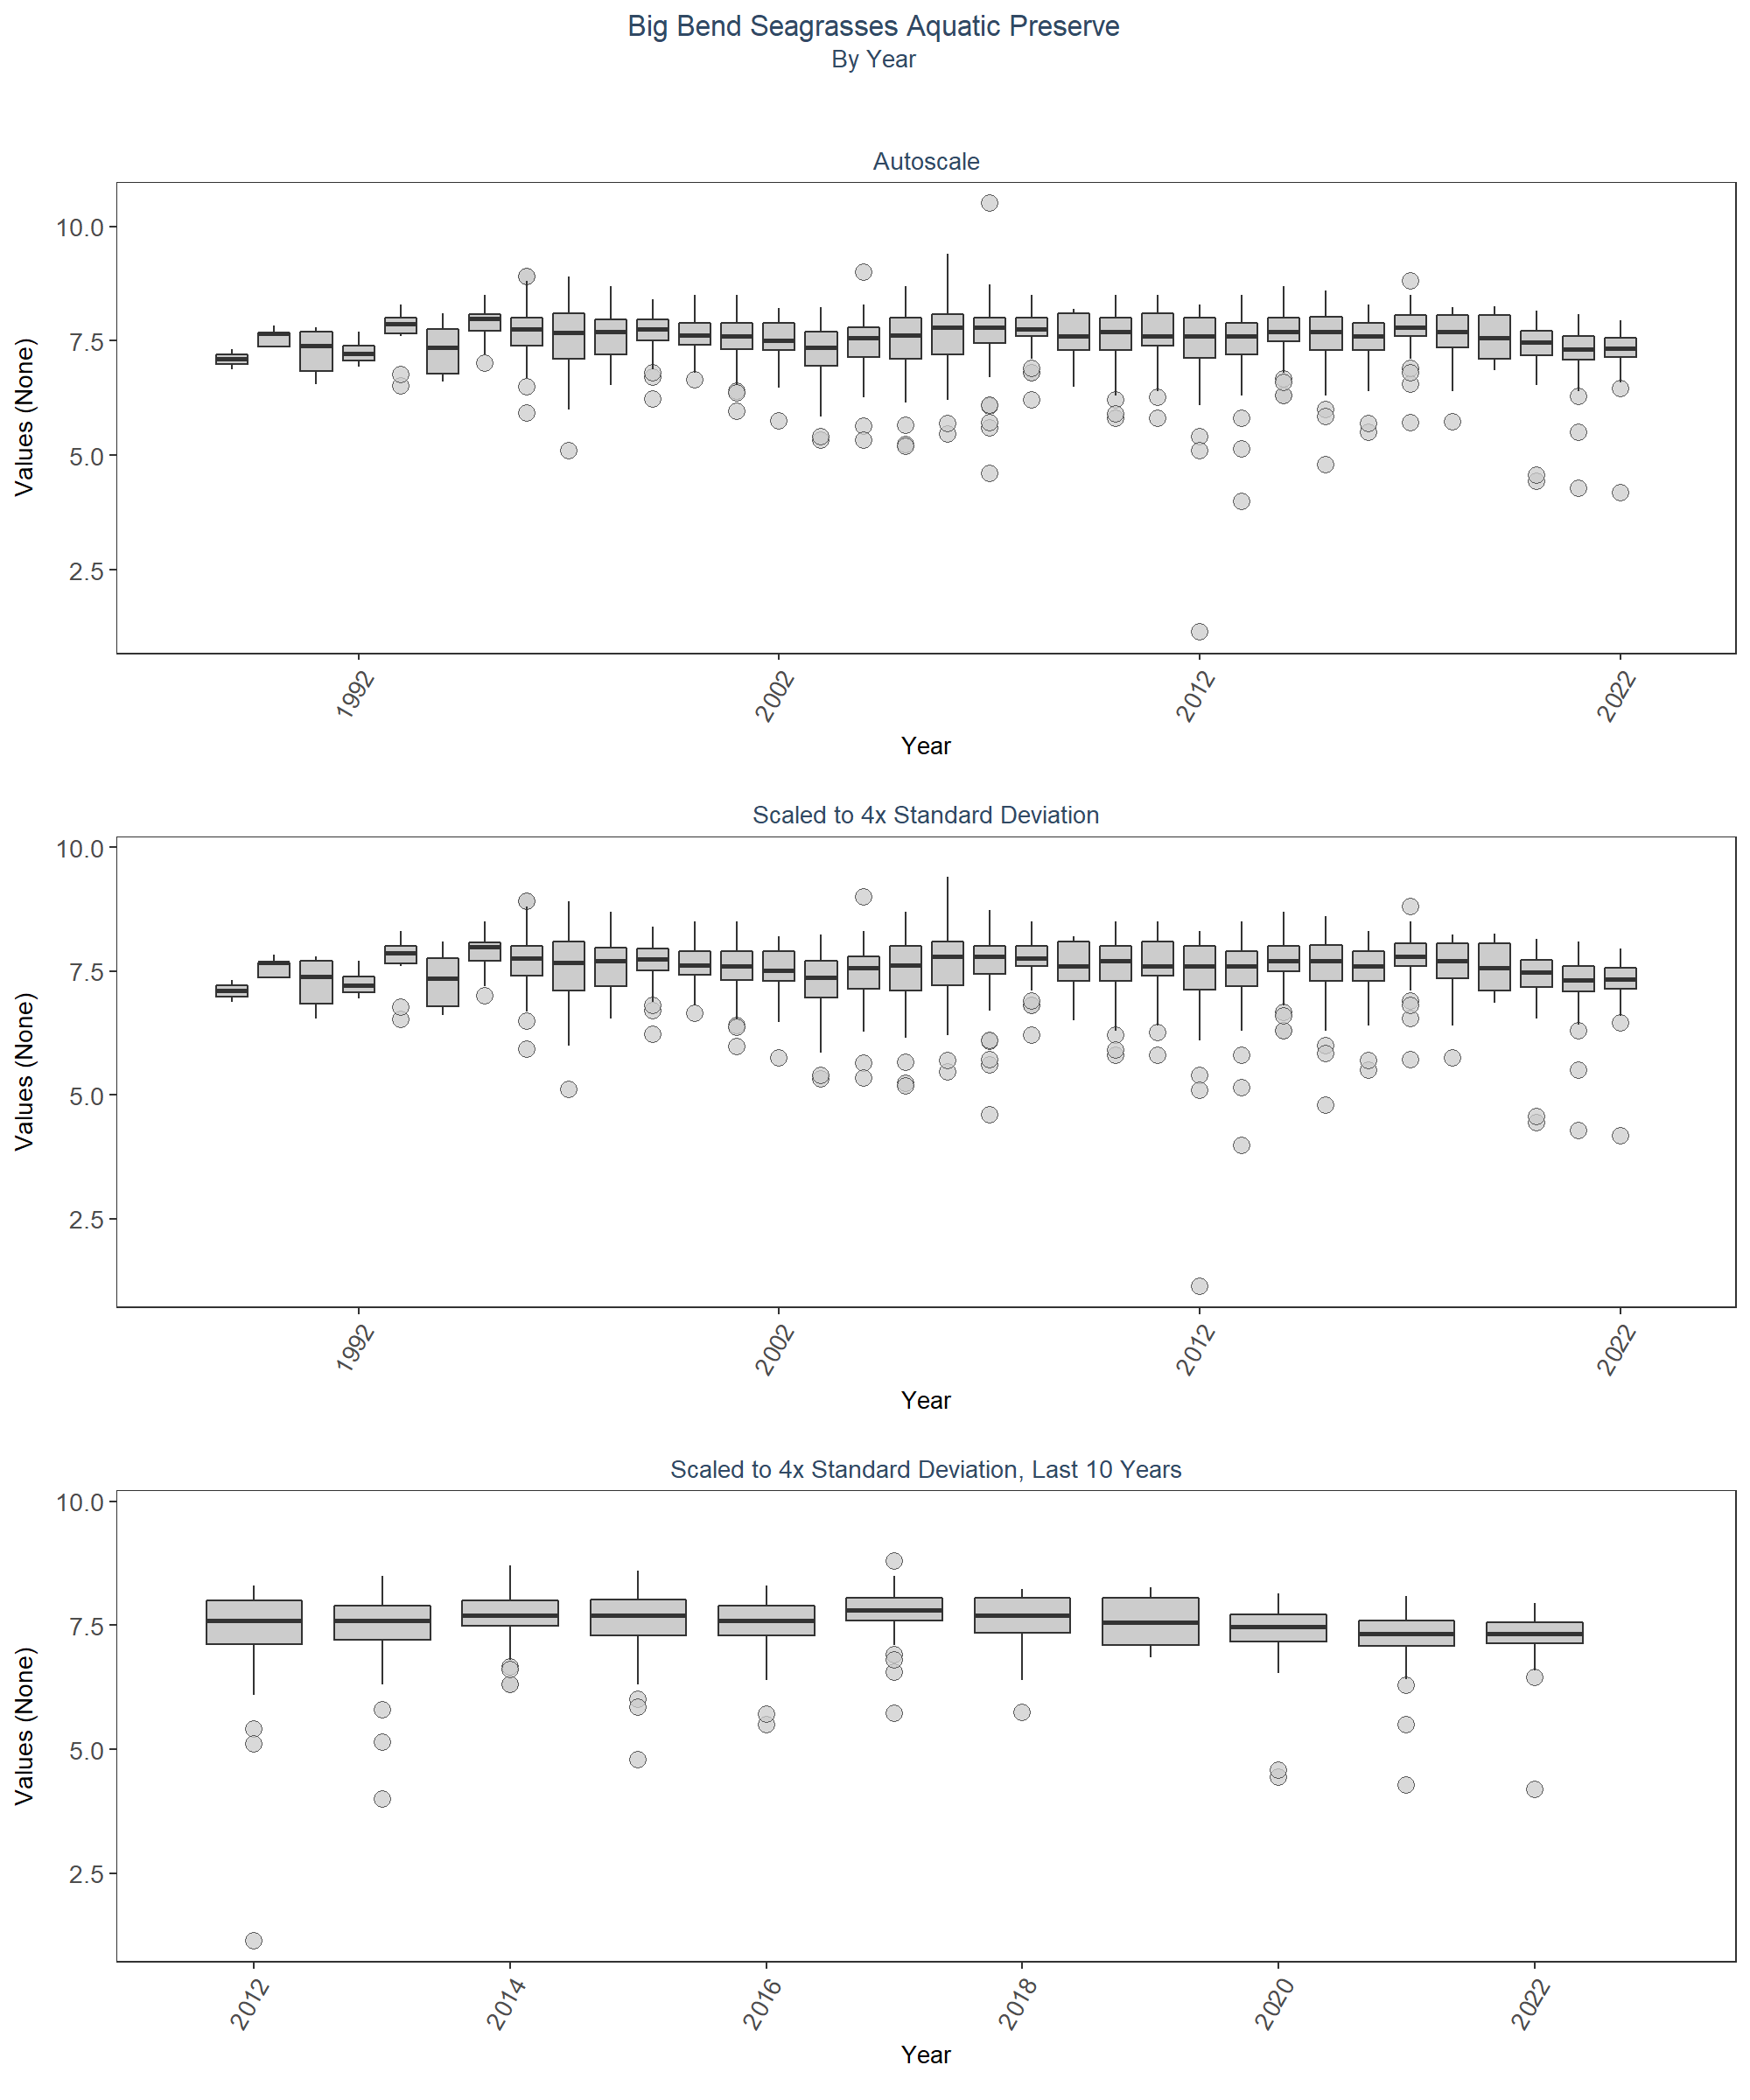 Big Bend Seagrasses Aquatic Preserve
By Year
Autoscale
Values (None)
10.0
7.5
5.0
2.5
1992
2002
2012
2022
Year
Scaled to 4x Standard Deviation
Values (None)
10.0
7.5
5.0
2.5
1992
2002
2012
2022
Year
Scaled to 4x Standard Deviation, Last 10 Years
Values (None)
10.0
7.5
5.0
2.5
2012
2014
2016
2018
2020
2022
Year